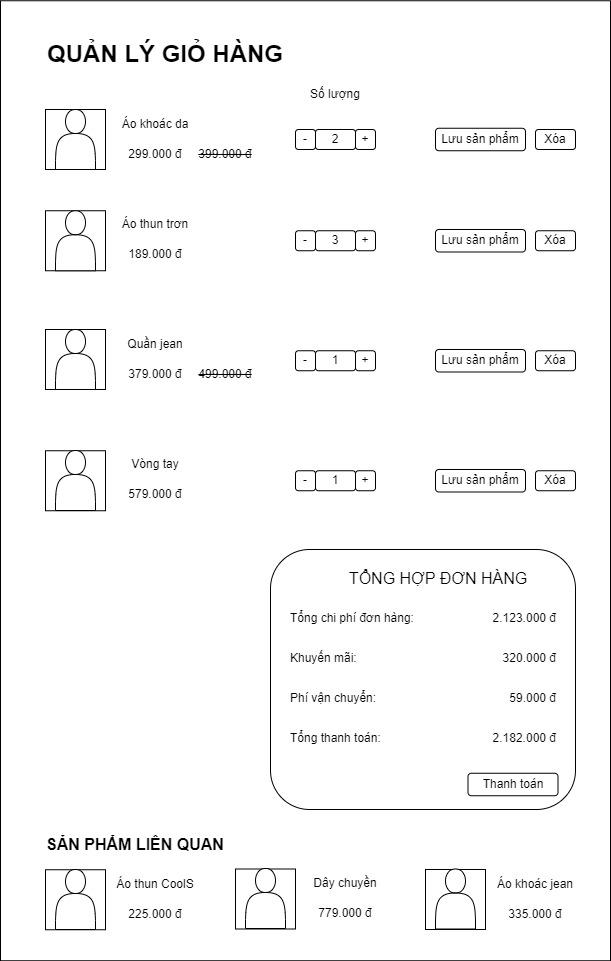 QUẢN LÝ GIỎ HÀNG
Số lượng
Áo khoác da
299.000 đ 399.000 đ
- 2 +
Lưu sản phẩm Xóa
Áo thun trơn
189.000 đ
- 3 +
Lưu sản phẩm Xóa
Quần jean
379.000 đ 499.000 đ
- 1 +
Lưu sản phẩm Xóa
Vòng tay
579.000 đ
- 1 +
Lưu sản phẩm Xóa
TỔNG HỢP ĐƠN HÀNG
Tổng chi phí đơn hàng: 2.123.000 đ
Khuyến mãi: 320.000 đ
Phí vận chuyển: 59.000 đ
Tổng thanh toán: 2.182.000 đ
Thanh toán
SẢN PHẨM LIÊN QUAN
Áo thun CoolS
225.000 đ
Dây chuyền
779.000 đ
Áo khoác jean
335.000 đ